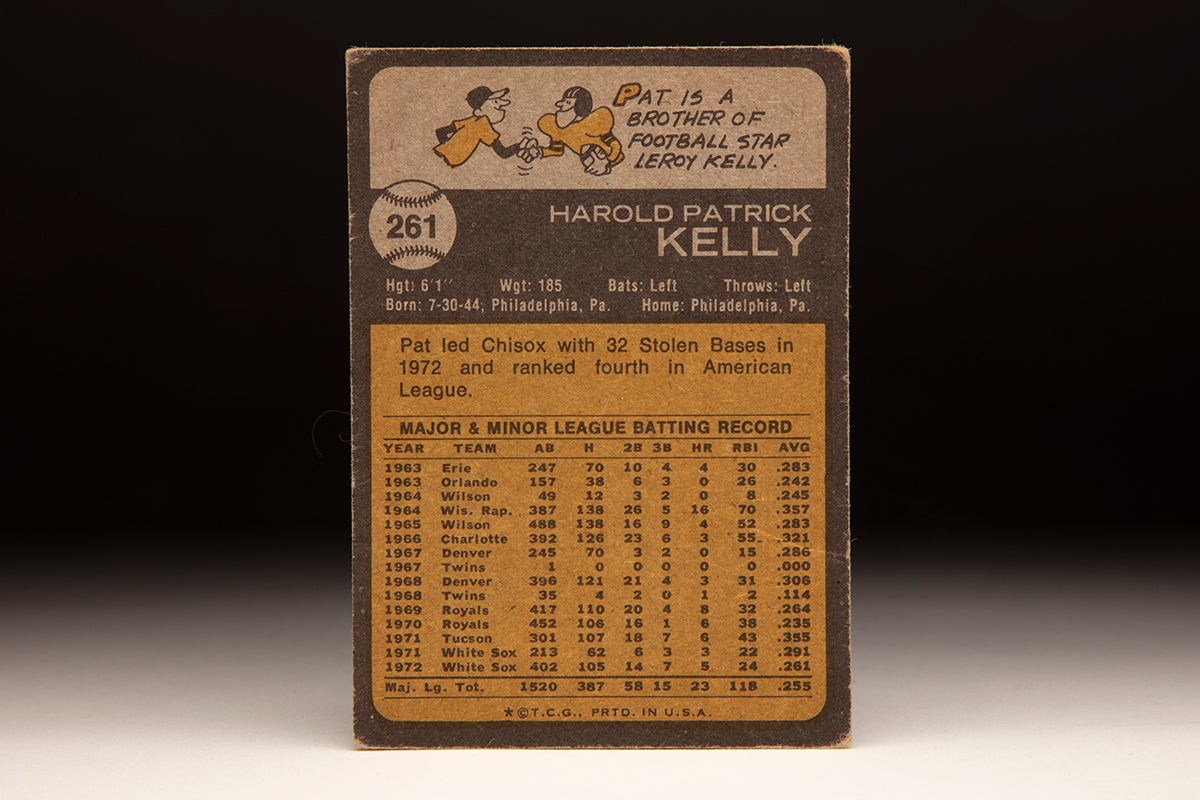 PAT IS A
BROTHER OF
FOOTBALL STAR
LEROY KELLY.
261
HAROLD PATRICK
KELLY
Hgt: 6'1" Wgt: 185 Bats: Left Throws: Left
Born: 7-30-44, Philadelphia, Pa. Home: Philadelphia, Pa.
Pat led Chisox with 32 Stolen Bases in
1972 and ranked fourth in American
League.
MAJOR & MINOR LEAGUE BATTING RECORD
YEAR TEAM AB H 2B 3B HR RBI AVG
1963 Erie 247 70 10 4 4 30 .283
1963 Orlando 157 38 6 3 0 26 .242
1964 Wilson 49 12 3 2 0 8 .245
1964 Wis. Rap. 387 138 26 5 16 70 .357
1965 Wilson 488 138 16 9 4 52 .283
1966 Charlotte 392 126 23 6 3 55 .321
1967 Denver 245 70 3 2 0 15 .286
1967 Twins 1 0 0 0 0 0 .000
1968 Denver 396 121 21 4 3 31 .306
1968 Twins 35 4 2 0 1 2 .114
1969 Royals 417 110 20 4 8 32 .264
1970 Royals 452 106 16 1 6 38 .235
1971 Tucson 301 107 18 7 6 43 .355
1971 White Sox 213 62 6 3 3 22 .291
1972 White Sox 402 105 14 7 5 24 .261
Maj. Lg. Tot. 1520 387 58 15 23 118 .255
*©T.C.G., PRTD. IN U.S.A.